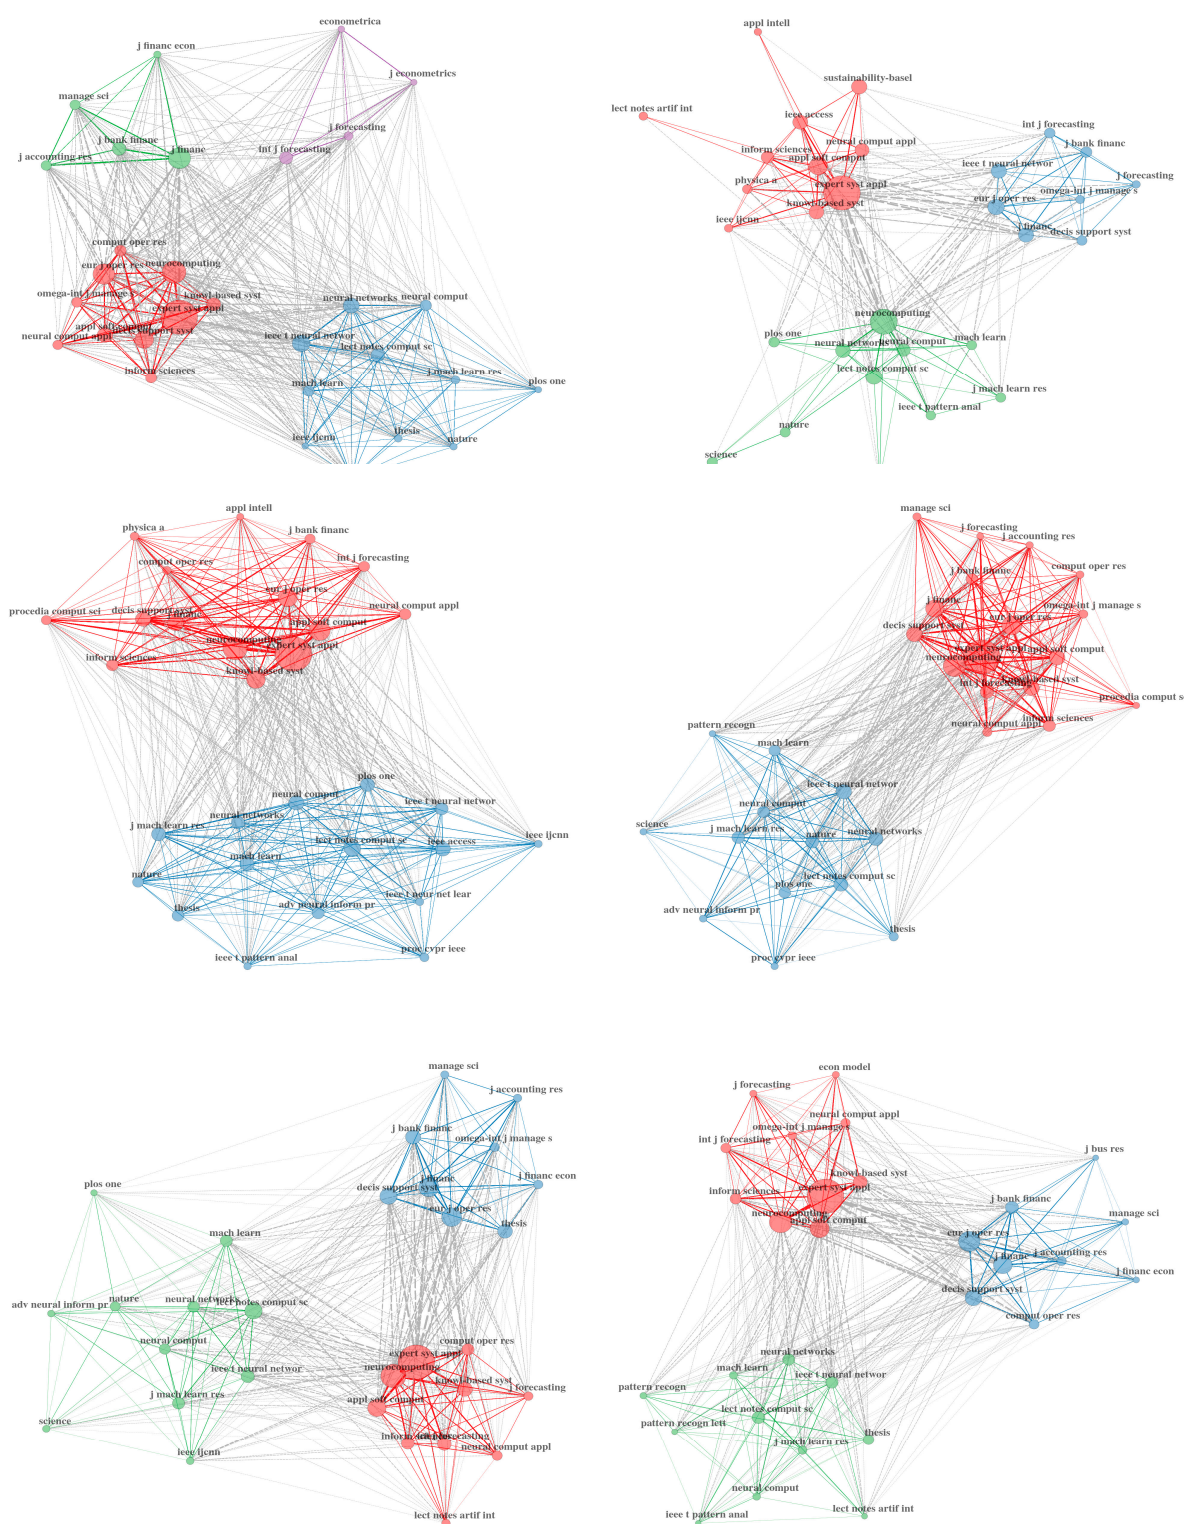 econometrica
j financ econ
j econometrics
manage sci
j forecasting
j bank financ
int j forecasting
j financ
j accounting res
comput oper res
eur j oper res
neurocomputing
omega-int j manage s
knowl-based syst
expert syst appl
appl soft comput
decis support syst
neural comput appl
inform sciences
neural networks
neural comput
ieee t neural networ
lect notes comput sc
j mach learn res
mach learn
plos one
thesis
ieee ijcnn
nature
appl intell
sustainability-basel
lect notes artif int
ieee access
neural comput appl
inform sciences
appl soft comput
physica a
expert syst appl
knowl-based syst
ieee ijcnn
int j forecasting
j bank financ
ieee t neural networ
j forecasting
omega-int j manage s
eur j oper res
j financ
decis support syst
neurocomputing
plos one
neural networks
neural comput
mach learn
lect notes comput sc
j mach learn res
ieee t pattern anal
nature
science
appl intell
physica a
j bank financ
comput oper res
int j forecasting
eur j oper res
procedia comput sci
decis support syst
j financ
neural comput appl
appl soft comput
neurocomputing
expert syst appl
inform sciences
knowl-based syst
plos one
neural comput
ieee t neural networ
neural networks
j mach learn res
ieee ijcnn
lect notes comput sc
ieee access
mach learn
nature
ieee t neur net lear
thesis
adv neural inform pr
proc cvpr ieee
ieee t pattern anal
manage sci
j forecasting
j accounting res
comput oper res
j bank financ
j financ
omega-int j manage s
eur j oper res
decis support syst
expert syst appl
appl soft comput
neurocomputing
knowl-based syst
int j forecasting
procedia comput s
inform sciences
neural comput appl
pattern recogn
mach learn
ieee t neural networ
neural comput
science
j mach learn res
nature
neural networks
lect notes comput sc
plos one
adv neural inform pr
thesis
proc cvpr ieee
manage sci
j accounting res
j bank financ
omega-int j manage s
j financ
j financ econ
decis support syst
eur j oper res
thesis
plos one
mach learn
nature
neural networks
lect notes comput sc
adv neural inform pr
neural comput
ieee t neural networ
j mach learn res
science
ieee ijcnn
comput oper res
expert syst appl
neurocomputing
knowl-based syst
j forecasting
appl soft comput
inform sciences
int j forecasting
neural comput appl
lect notes artif int
econ model
j forecasting
neural comput appl
omega-int j manage s
int j forecasting
knowl-based syst
expert syst appl
inform sciences
neurocomputing
appl soft comput
j bus res
j bank financ
manage sci
eur j oper res
j accounting res
j financ
j financ econ
decis support syst
comput oper res
neural networks
mach learn
ieee t neural networ
pattern recogn
lect notes comput sc
pattern recogn lett
j mach learn res
thesis
neural comput
lect notes artif int
ieee t pattern anal